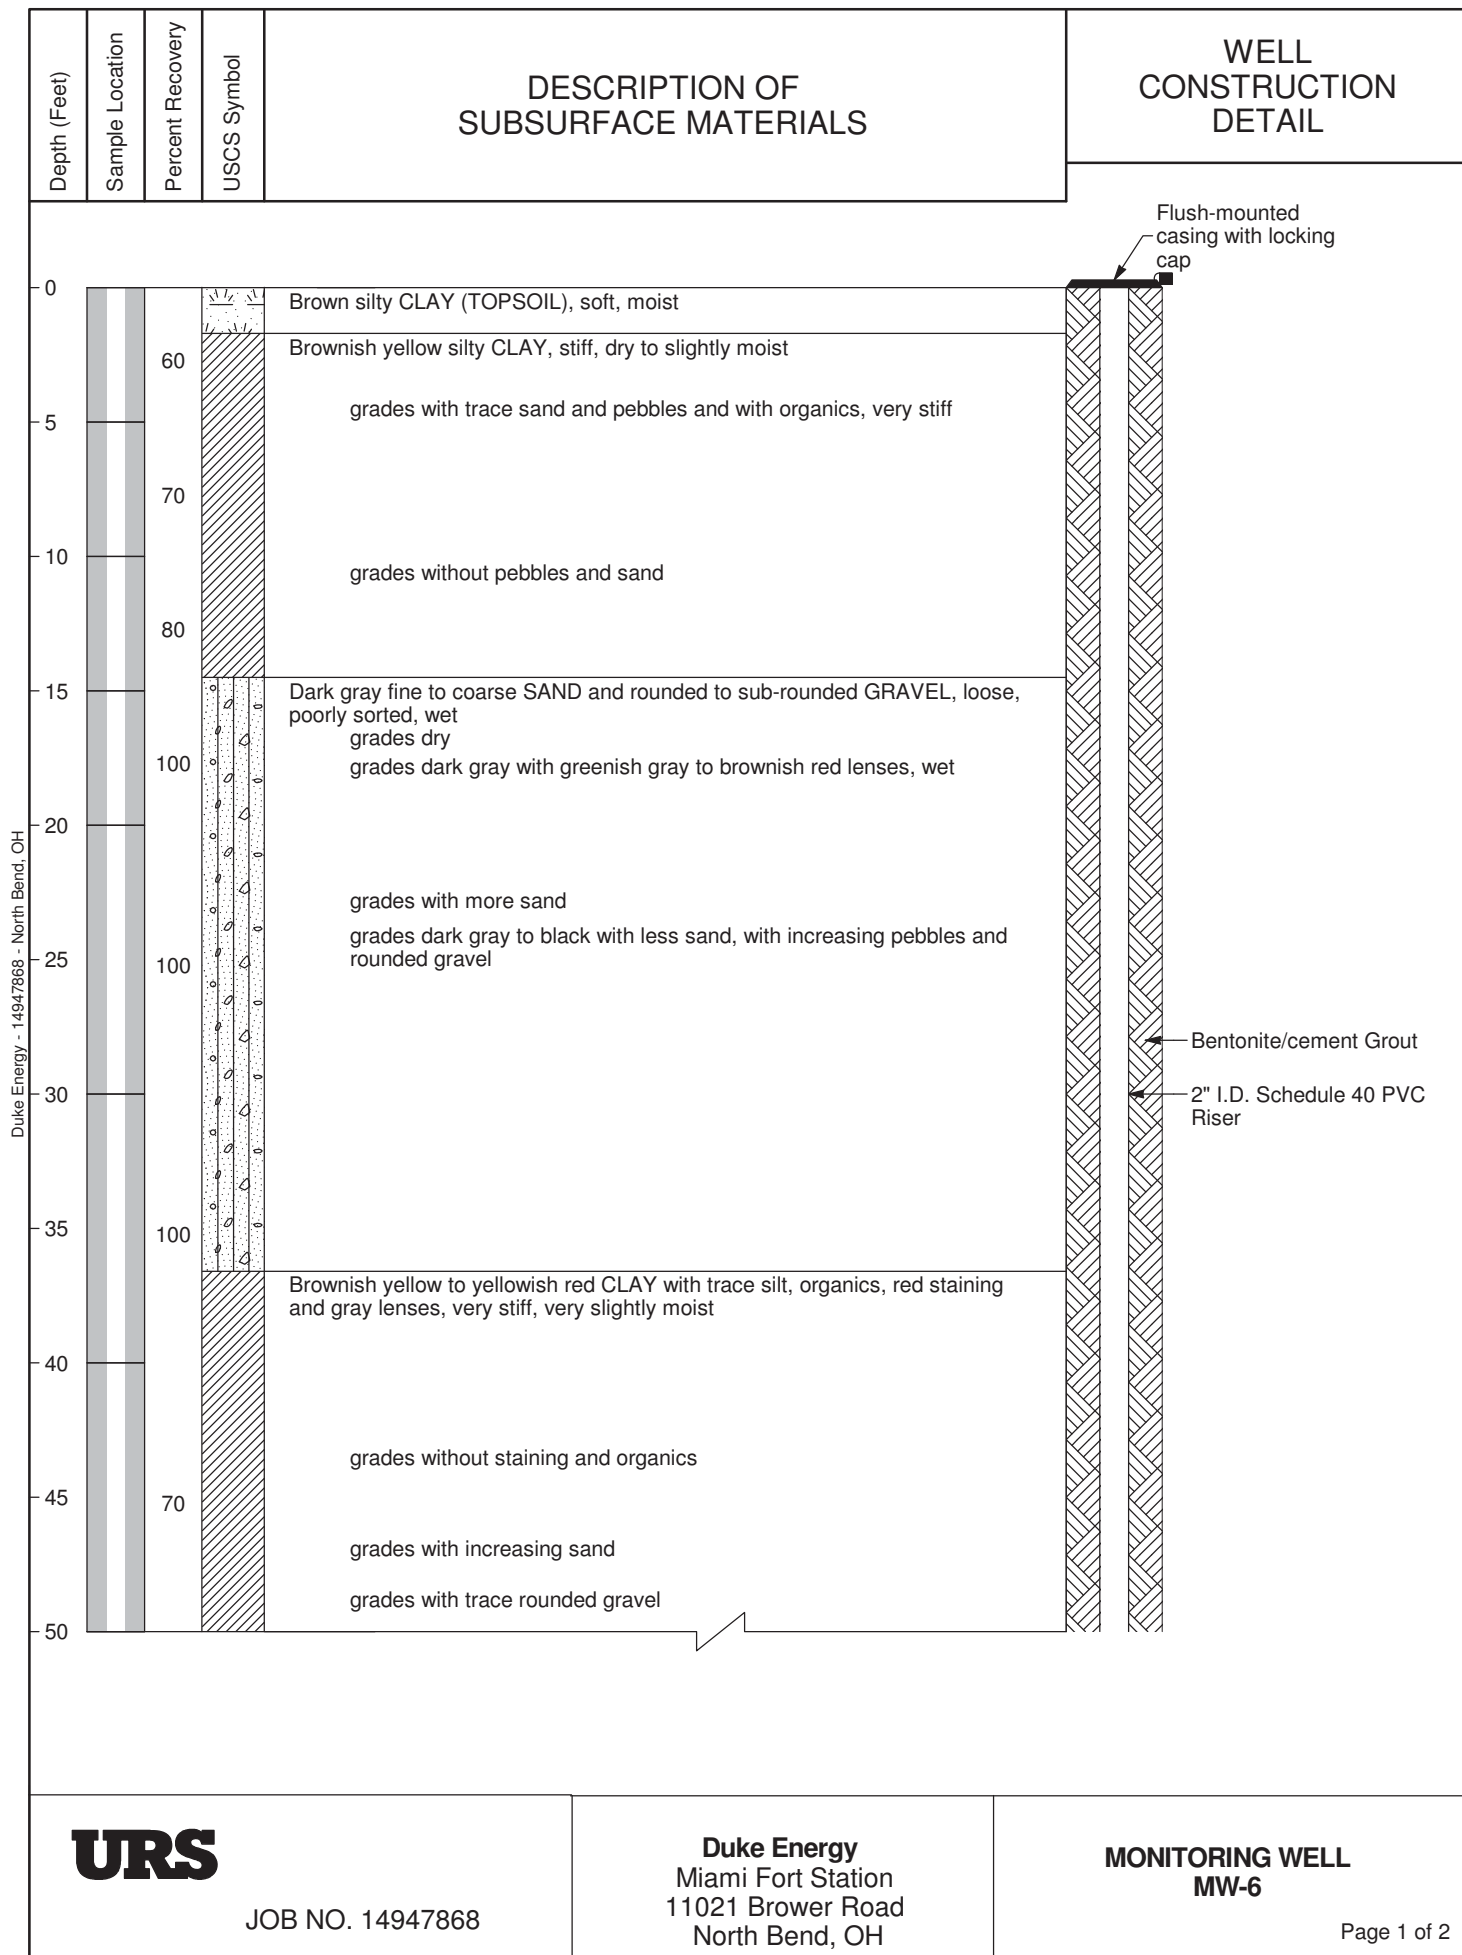 Depth (Feet)
Sample Location
Percent Recovery
USCS Symbol
DESCRIPTION OF
SUBSURFACE MATERIALS
WELL
CONSTRUCTION
DETAIL
Flush-mounted
casing with locking
cap
0
Brown silty CLAY (TOPSOIL), soft, moist
Brownish yellow silty CLAY, stiff, dry to slightly moist
60
grades with trace sand and pebbles and with organics, very stiff
5
70
10
grades without pebbles and sand
80
15
Dark gray fine to coarse SAND and rounded to sub-rounded GRAVEL, loose,
poorly sorted, wet
grades dry
100
grades dark gray with greenish gray to brownish red lenses, wet
20
grades with more sand
grades dark gray to black with less sand, with increasing pebbles and
rounded gravel
25
100
Bentonite/cement Grout
30
2" I.D. Schedule 40 PVC
Riser
35
100
Brownish yellow to yellowish red CLAY with trace silt, organics, red staining
and gray lenses, very stiff, very slightly moist
40
grades without staining and organics
45
70
grades with increasing sand
grades with trace rounded gravel
50
Duke Energy - 14947868 - North Bend, OH
URS
JOB NO. 14947868
Duke Energy
Miami Fort Station
11021 Brower Road
North Bend, OH
MONITORING WELL
MW-6
Page 1 of 2